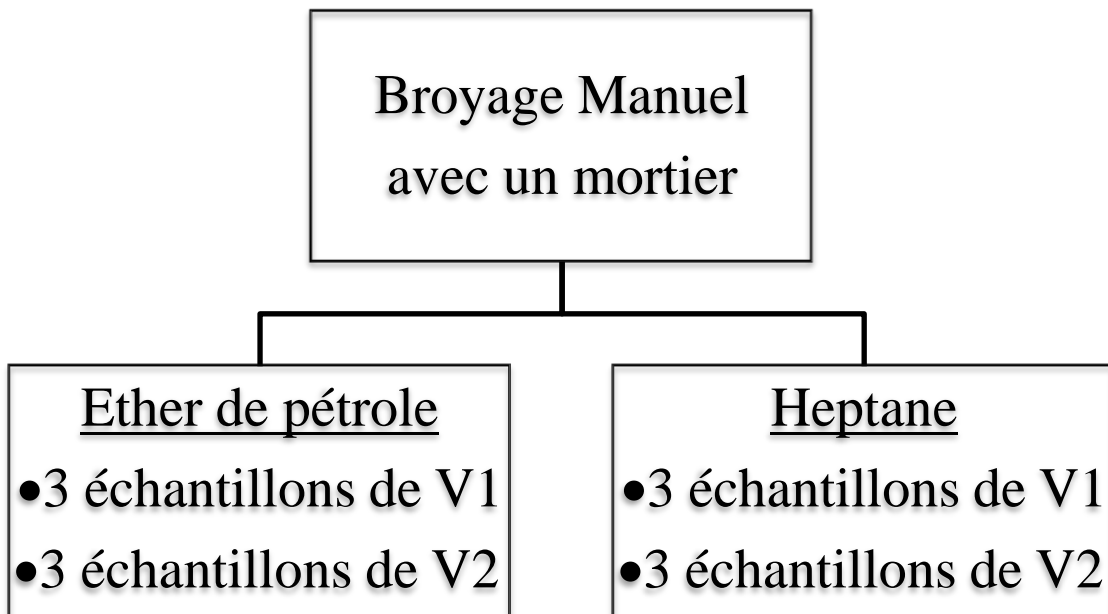 Broyage Manuel
avec un mortier
Ether de pétrole
•3 échantillons de V1
•3 échantillons de V2
Heptane
•3 échantillons de V1
•3 échantillons de V2